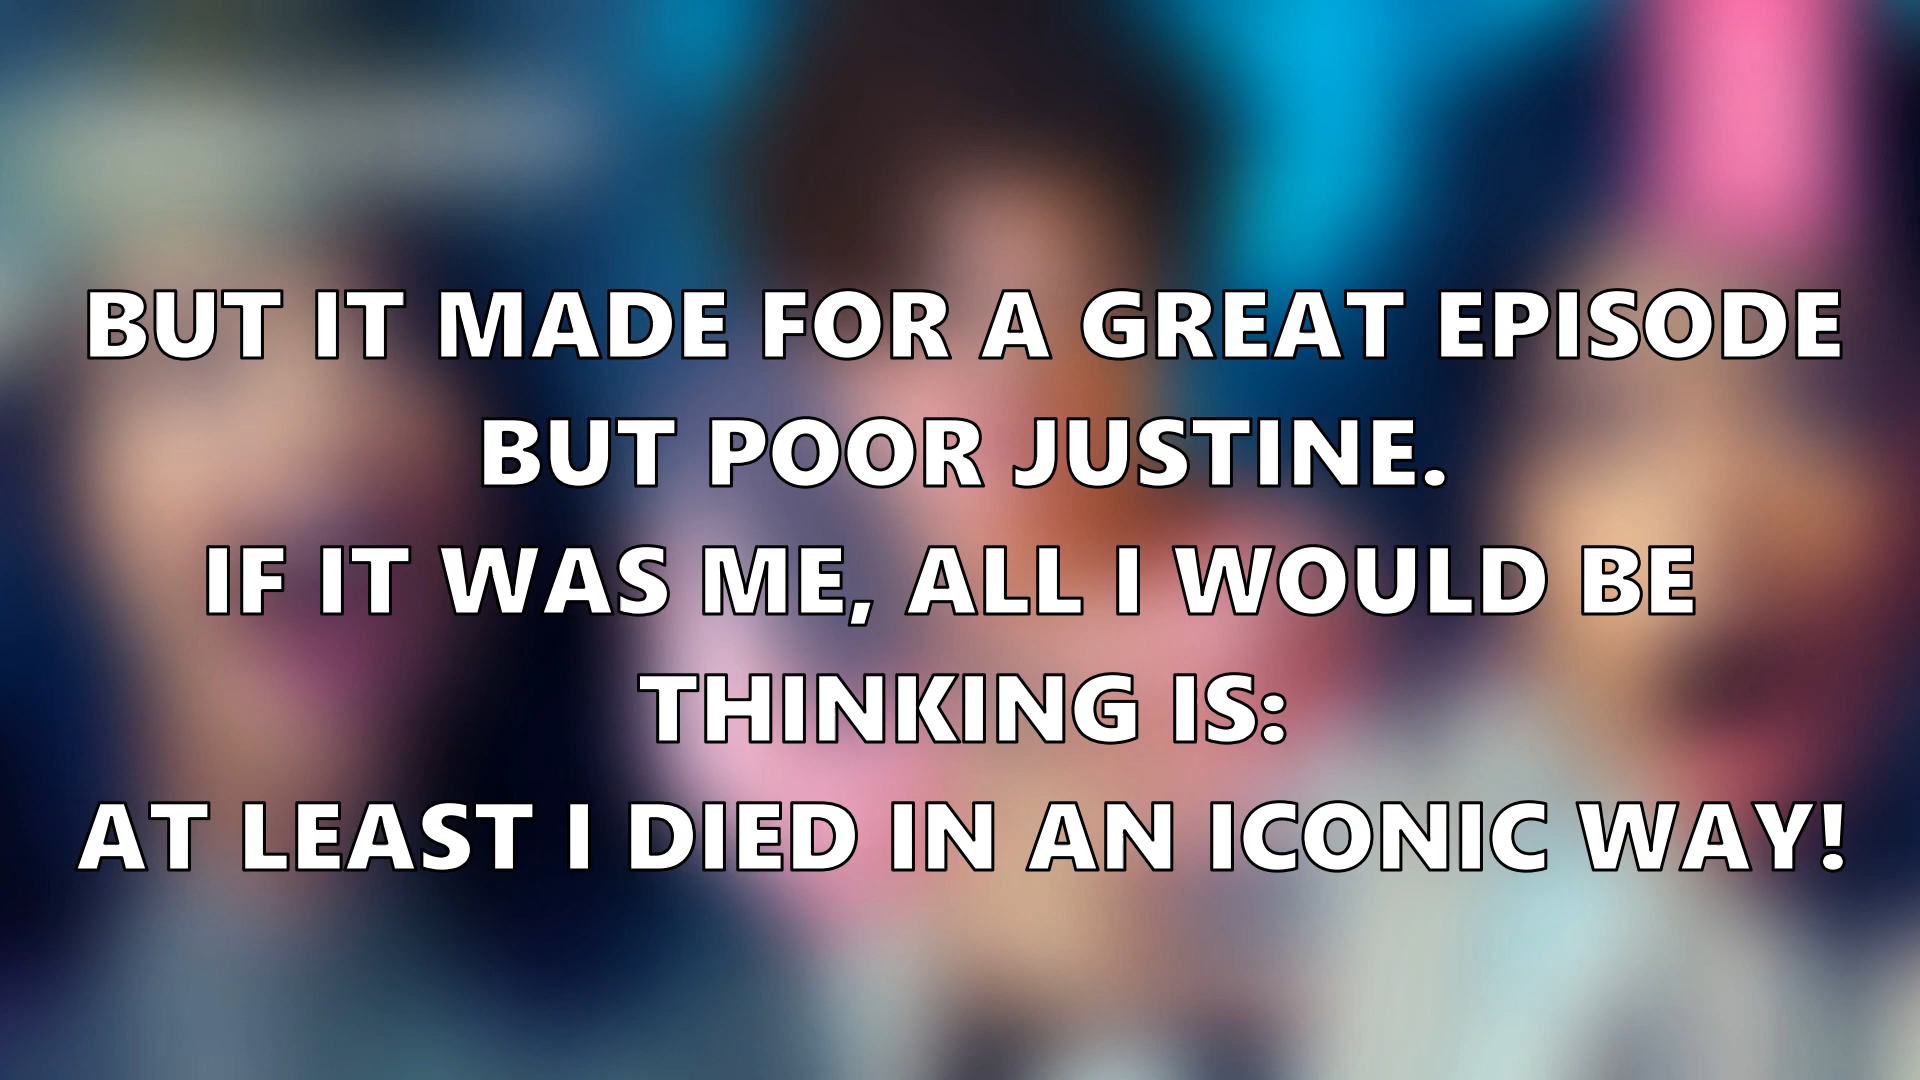 BUT IT MADE FOR A GREAT EPISODE
BUT POOR JUSTINE.
IF IT WAS ME, ALL I WOULD BE
THINKING IS:
AT LEAST I DIED IN AN ICONIC WAY!